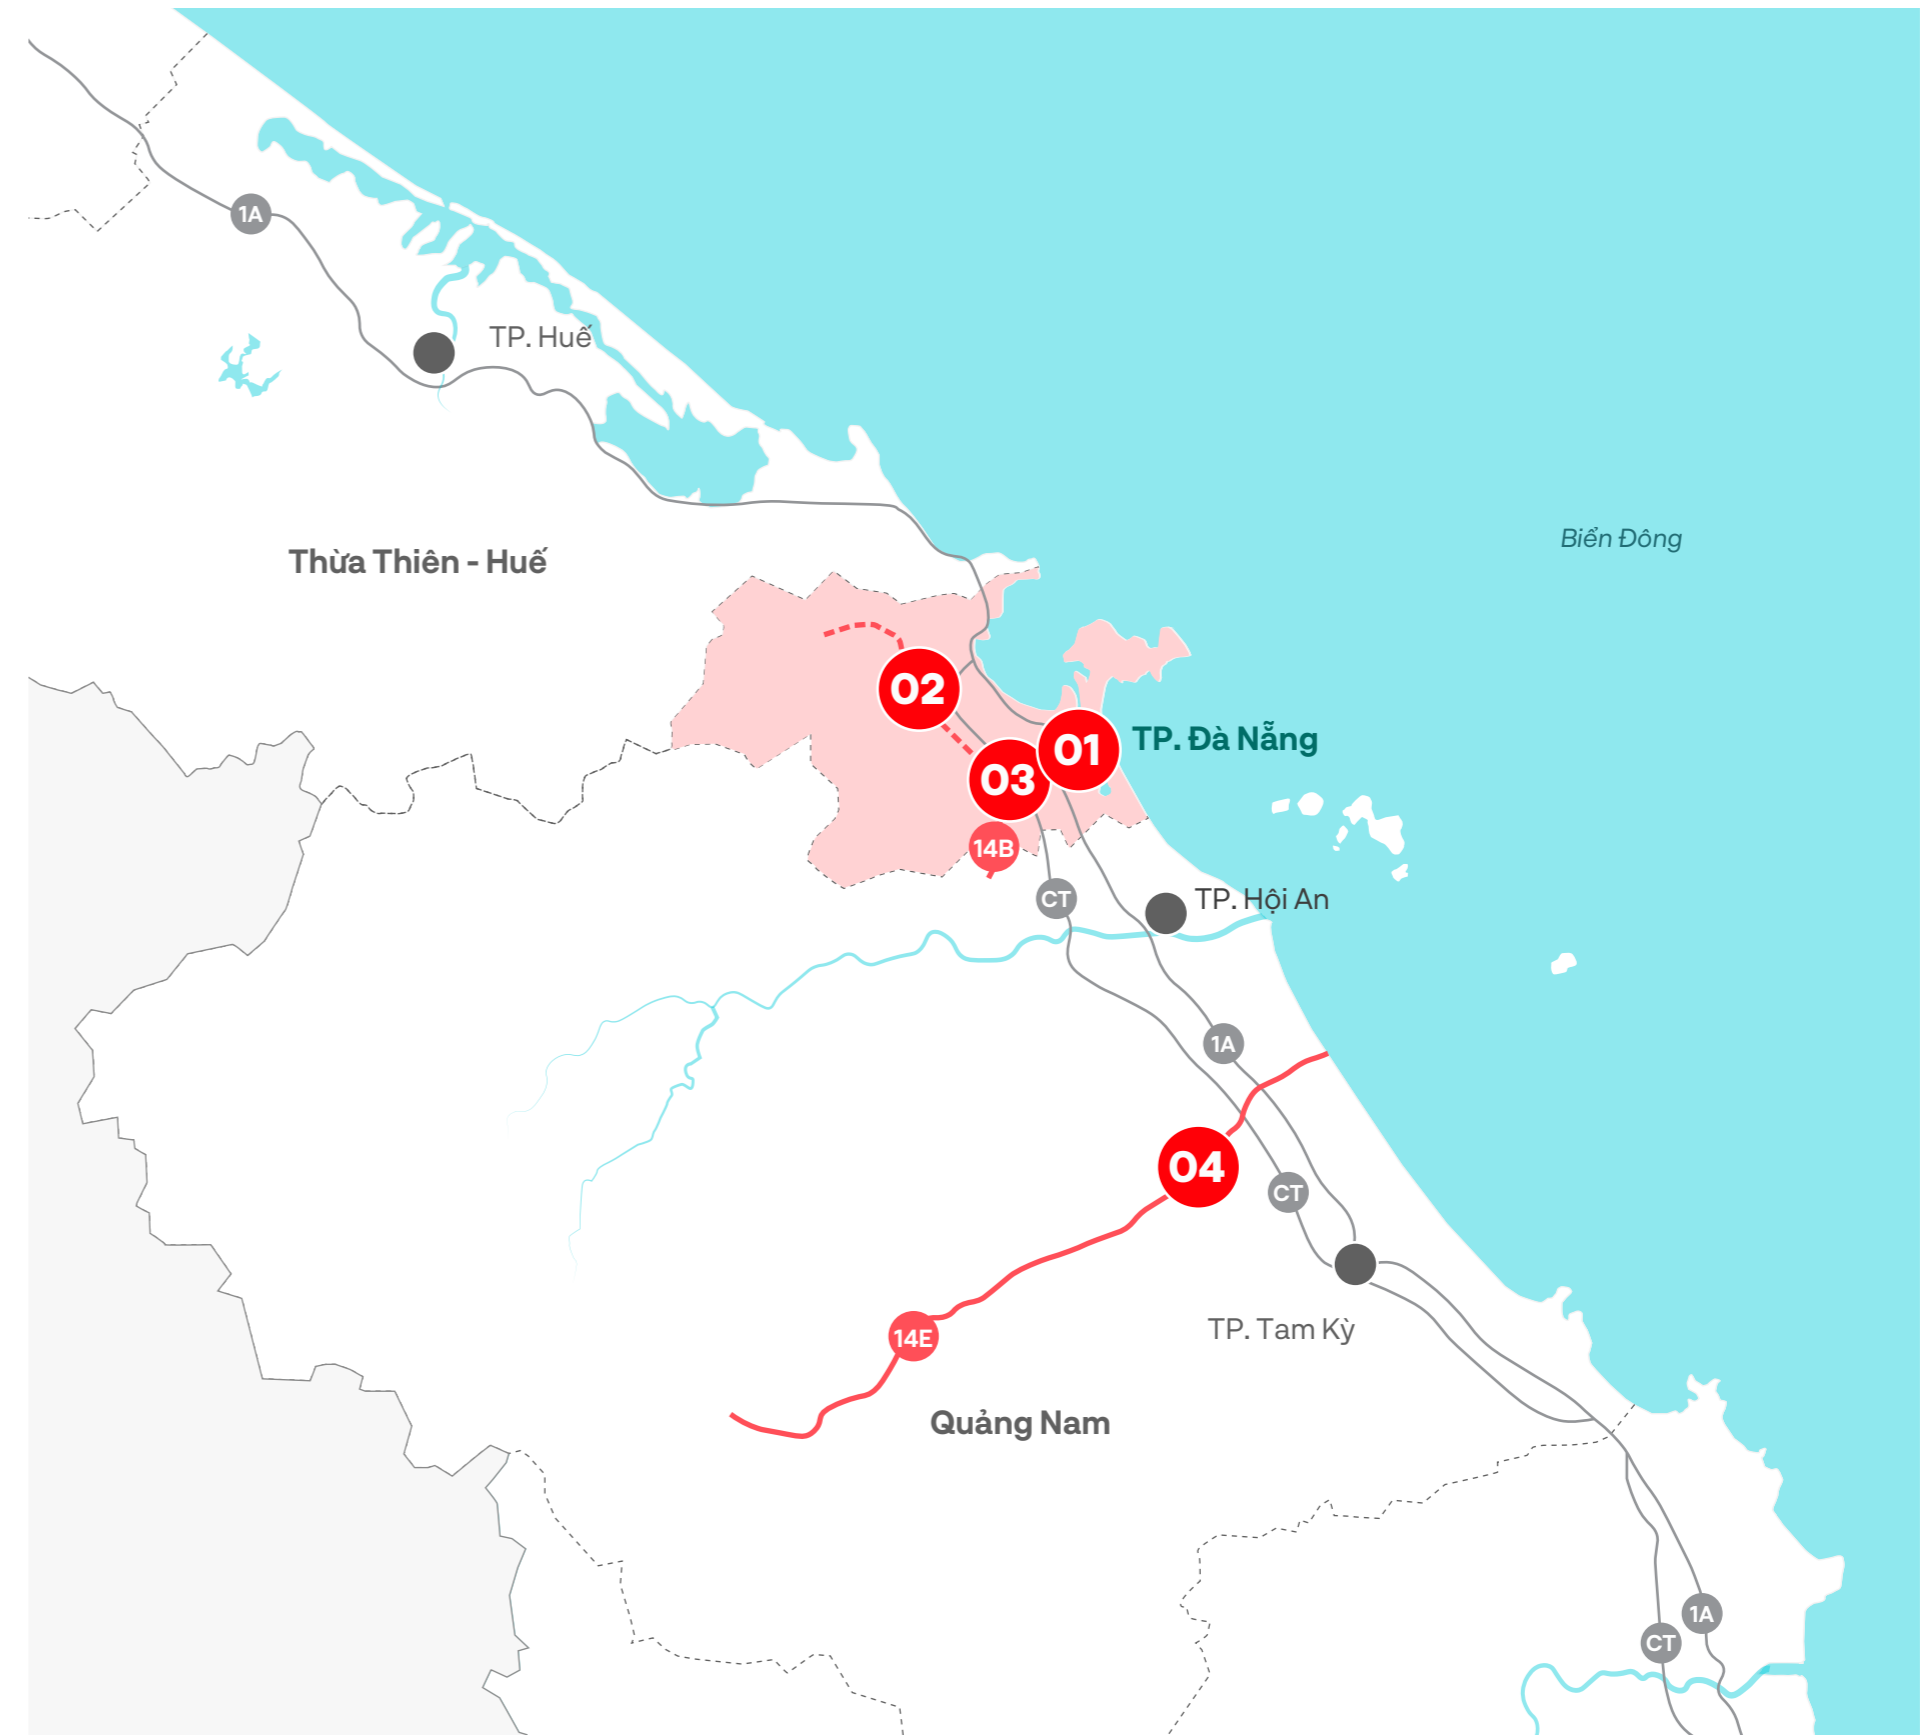 1A
TP. Huế
Biển Đông
Thừa Thiên - Huế
02
01
TP. Đà Nẵng
03
14B
CT
TP. Hội An
1A
04
CT
TP. Tam Kỳ
14E
Quảng Nam
1A
CT